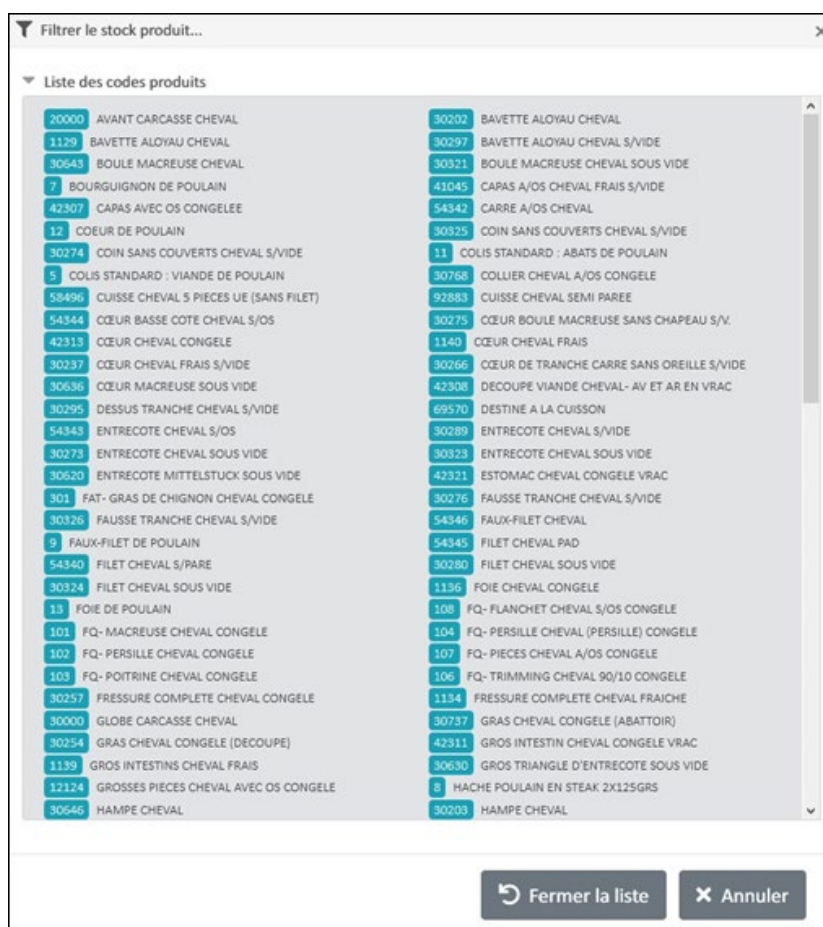 Filtrer le stock produit...
Liste des codes produits
20000 AVANT CARCASSE CHEVAL
30202 BAVETTE ALOYAU CHEVAL
1129 BAVETTE ALOYAU CHEVAL
30297 BAVETTE ALOYAU CHEVAL S/VIDE
30643 BOULE MACREUSE CHEVAL
30321 BOULE MACREUSE CHEVAL SOUS VIDE
7 BOURGUIGNON DE POULAIN
41045 CAPAS A/OS CHEVAL FRAIS S/VIDE
42307 CAPAS AVEC OS CONGELEE
54342 CARRE A/OS CHEVAL
12 COEUR DE POULAIN
30325 COIN SANS COUVERTS CHEVAL S/VIDE
30274 COIN SANS COUVERTS CHEVAL S/VIDE
11 COLIS STANDARD : ABATS DE POULAIN
5 COLIS STANDARD : VIANDE DE POULAIN
30768 COLLIER CHEVAL A/OS CONGELE
58496 CUISSE CHEVAL 5 PIECES UE (SANS FILET)
92883 CUISSE CHEVAL SEMI PAREE
54344 CŒUR BASSE COTE CHEVAL S/OS
30275 CŒUR BOULE MACREUSE SANS CHAPEAU S/V.
42313 CŒUR CHEVAL CONGELE
1140 CŒUR CHEVAL FRAIS
30237 CŒUR CHEVAL FRAIS S/VIDE
30266 CŒUR DE TRANCHE CARRE SANS OREILLE S/VIDE
30636 CŒUR MACREUSE SOUS VIDE
42308 DECOUPE VIANDE CHEVAL- AV ET AR EN VRAC
30295 DESSUS TRANCHE CHEVAL S/VIDE
69570 DESTINE A LA CUISSON
54343 ENTRECOTE CHEVAL S/OS
30289 ENTRECOTE CHEVAL S/VIDE
30273 ENTRECOTE CHEVAL SOUS VIDE
30323 ENTRECOTE CHEVAL SOUS VIDE
30620 ENTRECOTE MITTELSTUCK SOUS VIDE
42321 ESTOMAC CHEVAL CONGELE VRAC
301 FAT- GRAS DE CHIGNON CHEVAL CONGELE
30276 FAUSSE TRANCHE CHEVAL S/VIDE
30326 FAUSSE TRANCHE CHEVAL S/VIDE
54346 FAUX-FILET CHEVAL
9 FAUX-FILET DE POULAIN
54345 FILET CHEVAL PAD
54340 FILET CHEVAL S/PARE
30280 FILET CHEVAL SOUS VIDE
30324 FILET CHEVAL SOUS VIDE
1136 FOIE CHEVAL CONGELE
13 FOIE DE POULAIN
108 FQ- FLANCHET CHEVAL S/OS CONGELE
101 FQ- MACREUSE CHEVAL CONGELE
104 FQ- PERSILLE CHEVAL (PERSILLE) CONGELE
102 FQ- PERSILLE CHEVAL CONGELE
107 FQ- PIECES CHEVAL A/OS CONGELE
103 FQ- POITRINE CHEVAL CONGELE
106 FQ- TRIMMING CHEVAL 90/10 CONGELE
30257 FRESSURE COMPLETE CHEVAL CONGELE
1134 FRESSURE COMPLETE CHEVAL FRAICHE
30000 GLOBE CARCASSE CHEVAL
30737 GRAS CHEVAL CONGELE (ABATTOIR)
30254 GRAS CHEVAL CONGELE (DECOUPE)
42311 GROS INTESTIN CHEVAL CONGELE VRAC
1139 GROS INTESTINS CHEVAL FRAIS
30630 GROS TRIANGLE D'ENTRECOTE SOUS VIDE
12124 GROSSES PIECES CHEVAL AVEC OS CONGELE
8 HACHE POULAIN EN STEAK 2X125GRS
30646 HAMPE CHEVAL
30203 HAMPE CHEVAL
Fermer la liste
Annuler